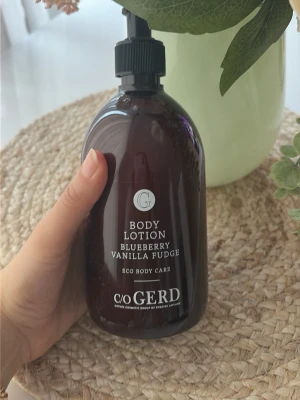 G
BODY
LOTION
BLUEBERRY
VANILLA FUDGE
ECO BODY CARE
c/o GERD